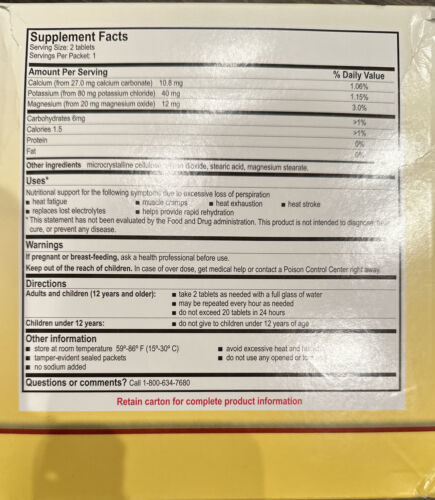 Supplement Facts
Serving Size: 2 tablets
Servings Per Packet: 1
Amount Per Serving % Daily Value
Calcium (from 27.0 mg calcium carbonate) 10.8 mg 1.06%
Potassium (from 80 mg potassium chloride) 40 mg 1.15%
Magnesium (from 20 mg magnesium oxide) 12 mg 3.0%
Carbohydrates 6mg >1%
Calories 1.5 >1%
Protein 0%
Fat 0%
Other ingredients microcrystalline dioxide, stearic acid, magnesium stearate.
Uses*
Nutritional support for the following symptoms due to excessive loss of perspiration
■ heat fatigue ■ muscle cramps ■ heat exhaustion ■ heat stroke
■ replaces lost electrolytes ■ helps provide rapid rehydration
* This statement has not been evaluated by the Food and Drug administration. This product is not intended to diagnose,
cure, or prevent any disease.
Warnings
If pregnant or breast-feeding, ask a health professional before use.
Keep out of the reach of children. In case of over dose, get medical help or contact a Poison Control Center right away.
Directions
Adults and children (12 years and older): ■ take 2 tablets as needed with a full glass of water
■ may be repeated every hour as needed
■ do not exceed 20 tablets in 24 hours
Children under 12 years: ■ do not give to children under 12 years of age
Other information
■ store at room temperature 59º-86º F (15º-30º C) ■ avoid excessive heat and
■ tamper-evident sealed packets ■ do not use any opened or
■ no sodium added
Questions or comments? Call 1-800-634-7680
Retain carton for complete product information